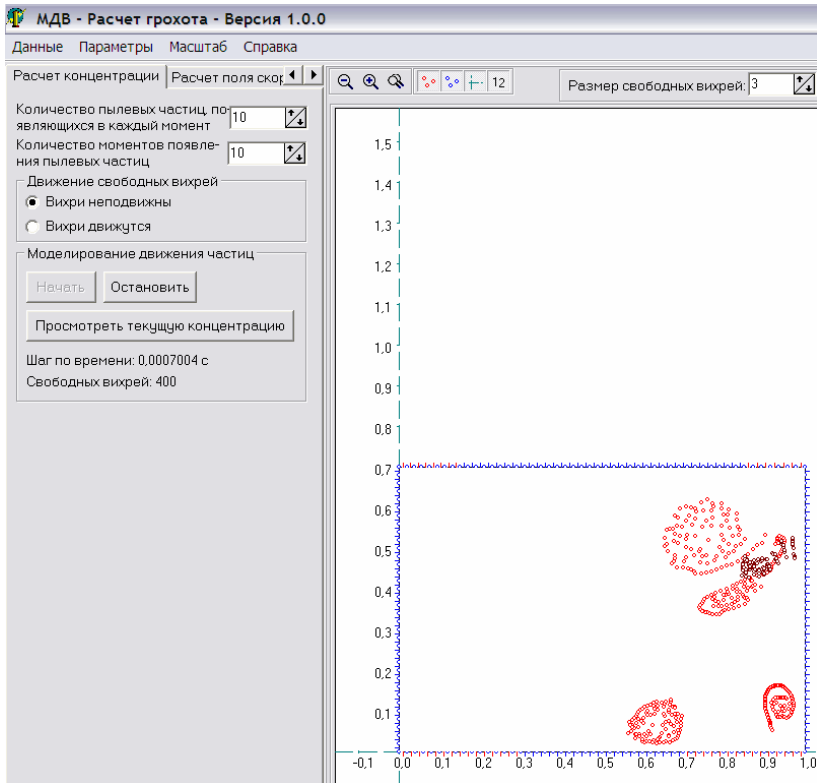 МДВ - Расчет грохота - Версия 1.0.0
Данные Параметры Масштаб Справка
Расчет концентрации Расчет поля скор
12 Размер свободных вихрей: 3
Количество пылевых частиц, по-
являющихся в каждый момент 10
Количество моментов появле-
ния пылевых частиц 10
Движение свободных вихрей
Вихри неподвижны
Вихри движутся
Моделирование движения частиц
Начать Остановить
Просмотреть текущую концентрацию
Шаг по времени: 0,0007004 с
Свободных вихрей: 400
1,5
1,4
1,3
1,2
1,1
1,0
0,9
0,8
0,7
0,6
0,5
0,4
0,3
0,2
0,1
-0,1 0,0 0,1 0,2 0,3 0,4 0,5 0,6 0,7 0,8 0,9 1,0